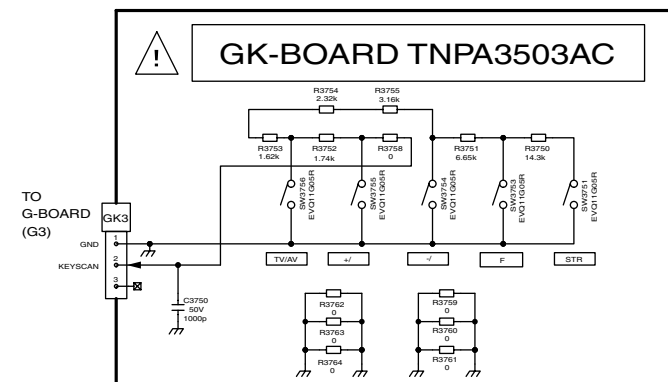 !
GK-BOARD TNPA3503AC
R3754
2.32k
R3755
3.16k
R3753
1.62k
R3752
1.74k
R3758
0
R3751
6.65k
R3750
14.3k
SW3756
EVQ11G05R
SW3755
EVQ11G05R
SW3754
EVQ11G05R
SW3753
EVQ11G05R
SW3751
EVQ11G05R
TO
G-BOARD
(G3)
GK3
GND
1
KEYSCAN
2
3
TV/AV
+/
-/
F
STR
C3750
50V
1000p
R3762
0
R3763
0
R3764
0
R3759
0
R3760
0
R3761
0